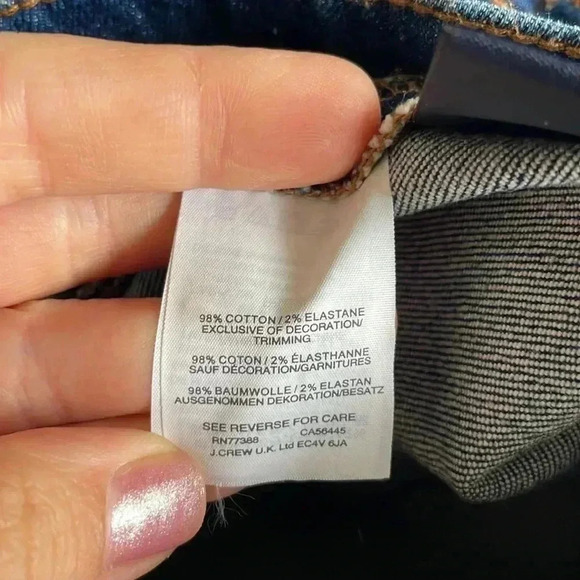 98% COTTON / 2% ELASTANE
EXCLUSIVE OF DECORATION/
TRIMMING
98% COTON / 2% ÉLASTHANNE
SAUF DÉCORATION/GARNITURES
98% BAUMWOLLE / 2% ELASTAN
AUSGENOMMEN DEKORATION/BESATZ
SEE REVERSE FOR CARE
RN77388 CA56445
J.CREW U.K. Ltd EC4V 6JA